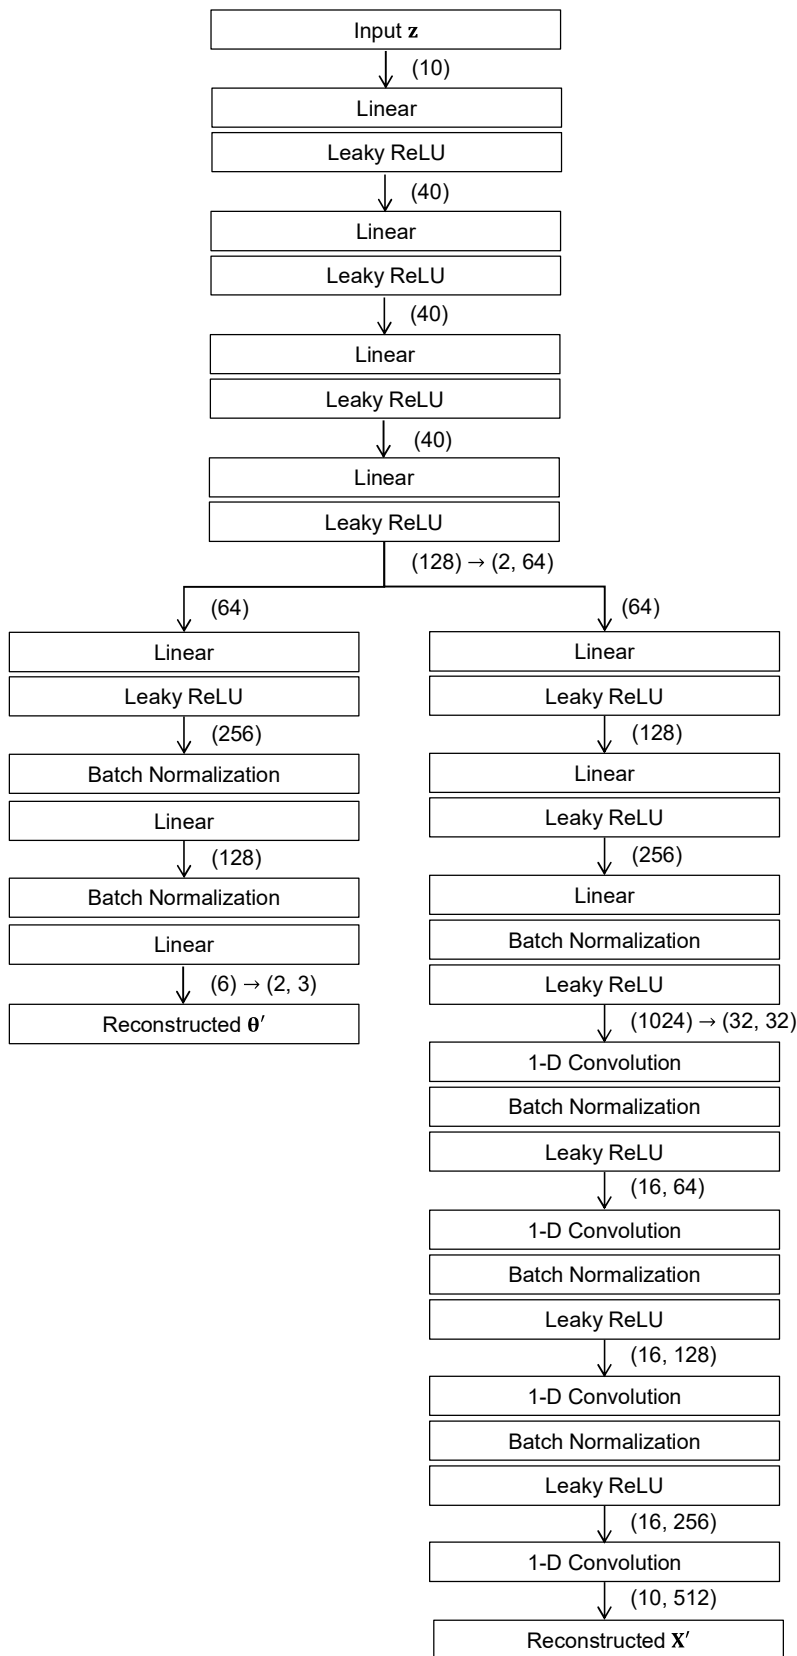 Input z
(10)
Linear
Leaky ReLU
(40)
Linear
Leaky ReLU
(40)
Linear
Leaky ReLU
(40)
Linear
Leaky ReLU
(128) → (2, 64)
(64)
Linear
Leaky ReLU
(256)
Batch Normalization
Linear
(128)
Batch Normalization
Linear
(6) → (2, 3)
Reconstructed θ′
(64)
Linear
Leaky ReLU
(128)
Linear
Leaky ReLU
(256)
Linear
Batch Normalization
Leaky ReLU
(1024) → (32, 32)
1-D Convolution
Batch Normalization
Leaky ReLU
(16, 64)
1-D Convolution
Batch Normalization
Leaky ReLU
(16, 128)
1-D Convolution
Batch Normalization
Leaky ReLU
(16, 256)
1-D Convolution
(10, 512)
Reconstructed X′